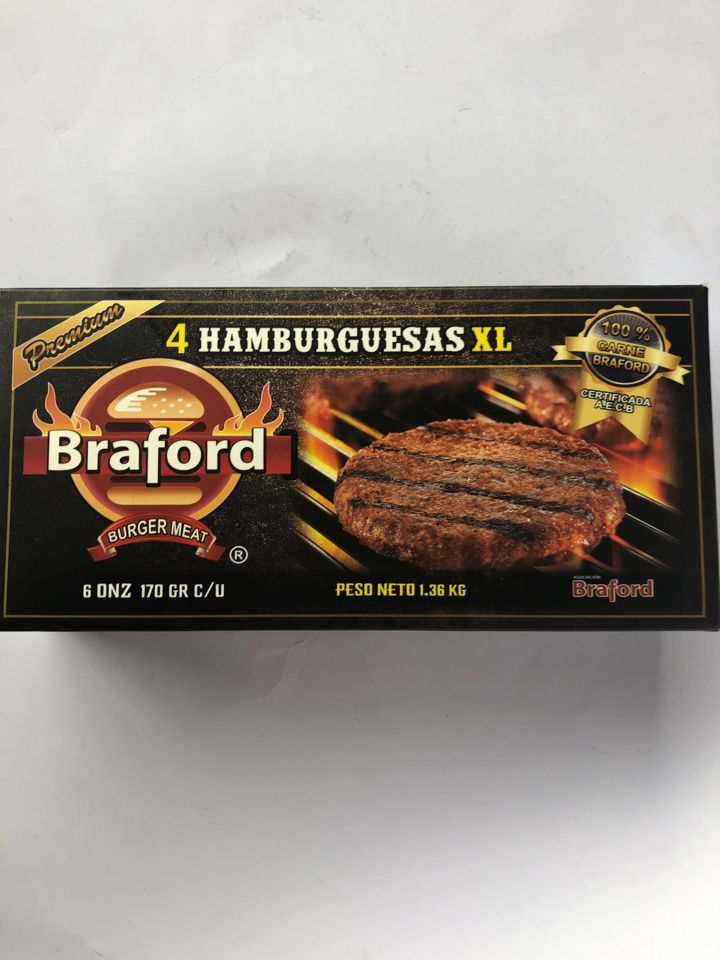 Premium
4 HAMBURGUESAS XL
100 %
CARNE
BRAFORD
CERTIFICADA
A.E.C.B
Braford
BURGER MEAT
®
6 ONZ 170 GR C/U
PESO NETO 1.36 KG
ASOCIACIÓN
Braford